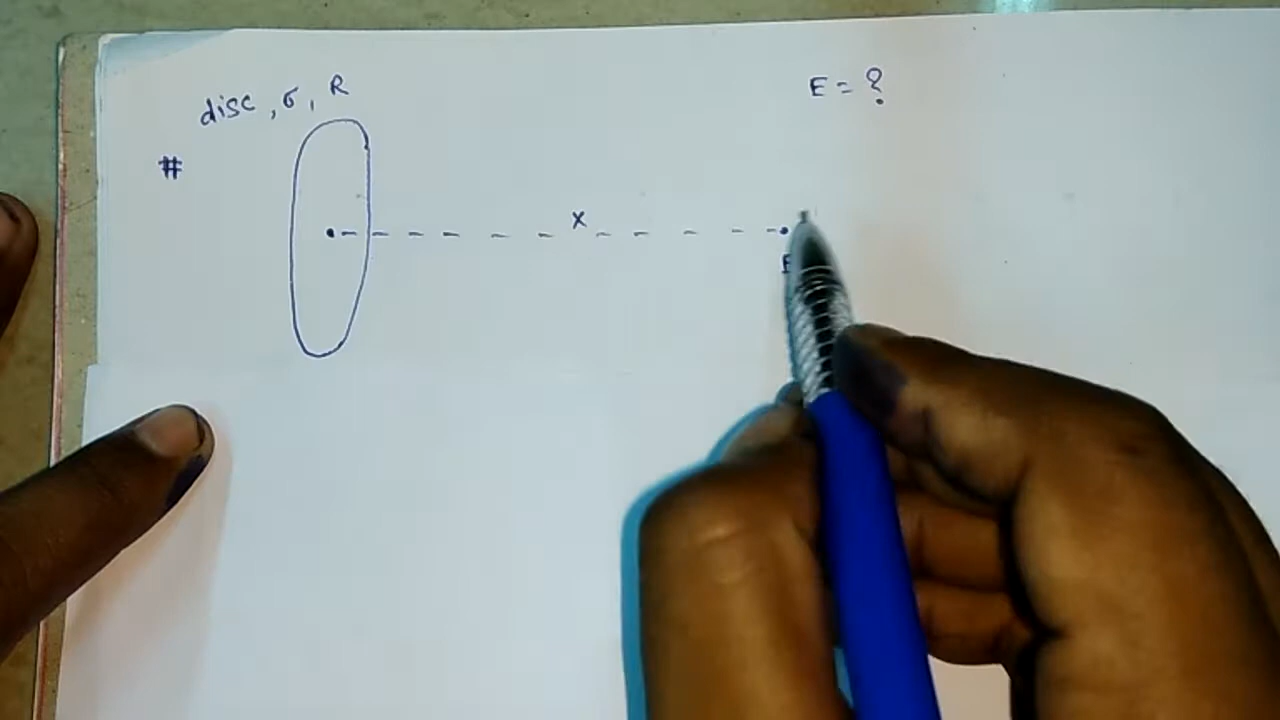 disc, σ, R
E = ?
#
x